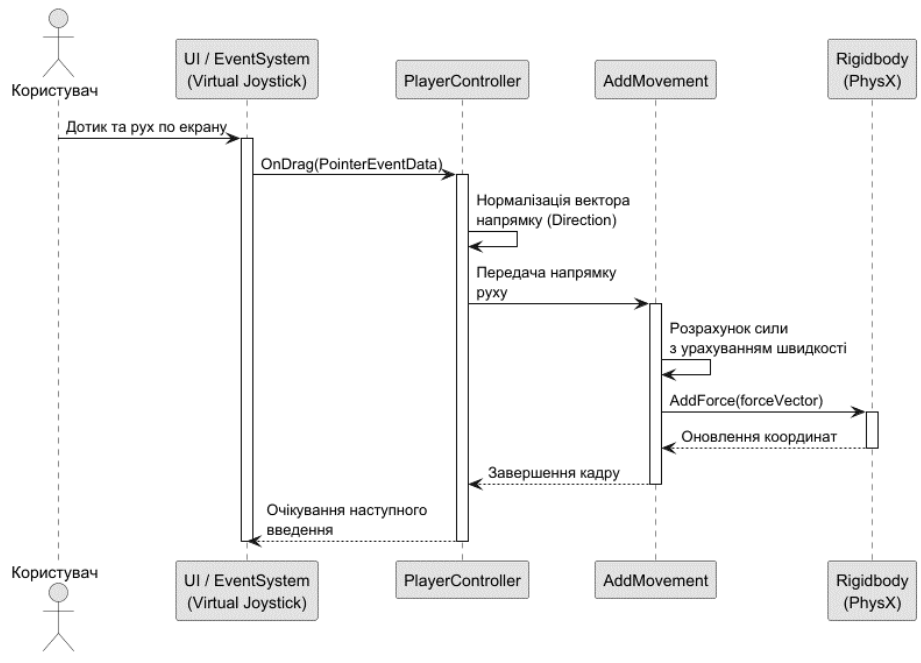 UI / EventSystem
(Virtual Joystick)
PlayerController
AddMovement
Rigidbody
(PhysX)
Користувач
Дотик та рух по екрану
OnDrag(PointerEventData)
Нормалізація вектора
напрямку (Direction)
Передача напрямку
руху
Розрахунок сили
з урахуванням швидкості
AddForce(forceVector)
Оновлення координат
Завершення кадру
Очікування наступного
введення
Користувач
UI / EventSystem
(Virtual Joystick)
PlayerController
AddMovement
Rigidbody
(PhysX)